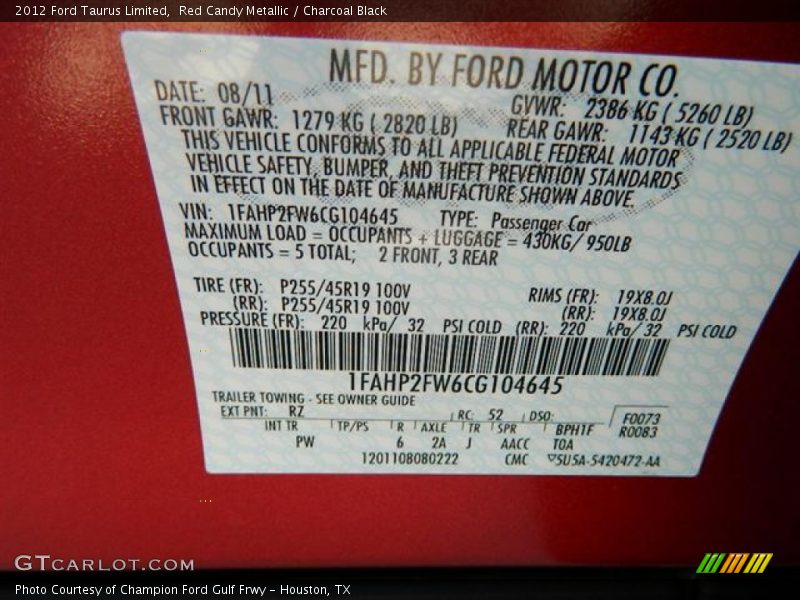 2012 Ford Taurus Limited,  Red Candy Metallic / Charcoal Black
MFD. BY FORD MOTOR CO.
DATE: 08/11 GVWR: 2386 KG ( 5260 LB)
FRONT GAWR: 1279 KG ( 2820 LB) REAR GAWR: 1143 KG ( 2520 LB)
THIS VEHICLE CONFORMS TO ALL APPLICABLE FEDERAL MOTOR
VEHICLE SAFETY, BUMPER, AND THEFT PREVENTION STANDARDS
IN EFFECT ON THE DATE OF MANUFACTURE SHOWN ABOVE.
VIN: 1FAHP2FW6CG104645 TYPE: Passenger Car
MAXIMUM LOAD = OCCUPANTS + LUGGAGE = 430KG/ 950LB
OCCUPANTS = 5 TOTAL; 2 FRONT, 3 REAR
TIRE (FR): P255/45R19 100V RIMS (FR): 19X8.0J
(RR): P255/45R19 100V (RR): 19X8.0J
PRESSURE (FR): 220 kPa/ 32 PSI COLD (RR): 220 kPa/ 32 PSI COLD
1FAHP2FW6CG104645
TRAILER TOWING - SEE OWNER GUIDE
EXT PNT: RZ RC: 52 DSO: F0073
INT TR TP/PS R AXLE TR SPR BPH1F R0083
PW 6 2A J AACC TOA
1201108080222 CMC 5U5A-5420472-AA
GTCARLOT.COM
Photo Courtesy of Champion Ford Gulf Frwy - Houston, TX